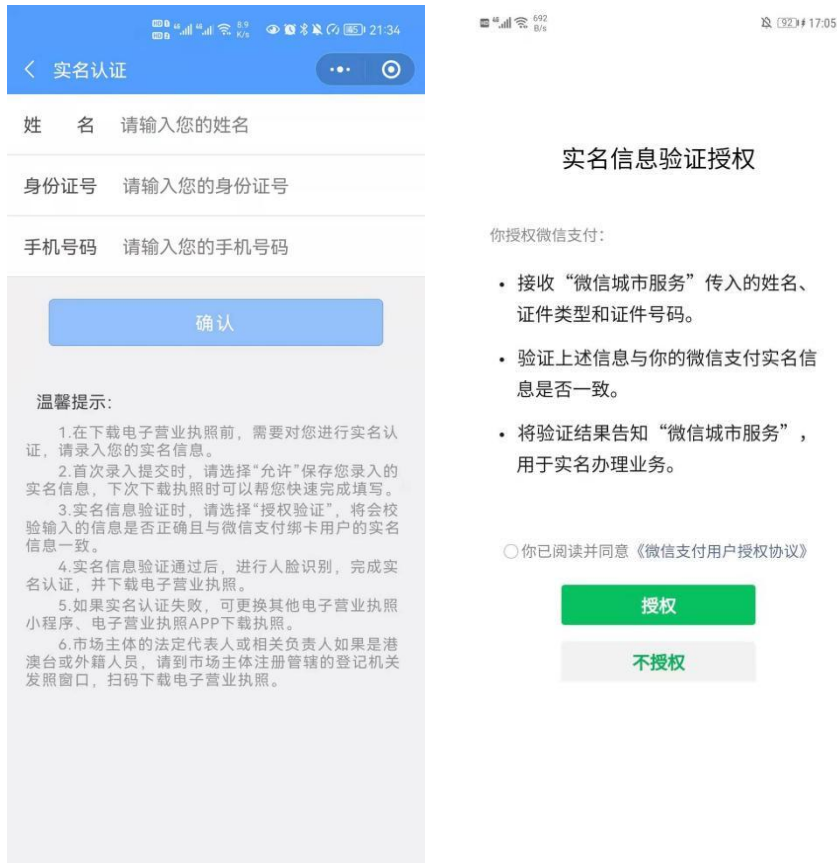 HD 1 46 46 8.9 K/s 85 21:34
HD 2
实名认证
姓 名 请输入您的姓名
身份证号 请输入您的身份证号
手机号码 请输入您的手机号码
确认
温馨提示:
1.在下载电子营业执照前，需要对您进行实名认
证，请录入您的实名信息。
2.首次录入提交时，请选择“允许”保存您录入的
实名信息，下次下载执照时可以帮您快速完成填写。
3.实名信息验证时，请选择“授权验证”，将会校
验输入的信息是否正确且与微信支付绑卡用户的实名
信息一致。
4.实名信息验证通过后，进行人脸识别，完成实
名认证，并下载电子营业执照。
5.如果实名认证失败，可更换其他电子营业执照
小程序、电子营业执照APP下载执照。
6.市场主体的法定代表人或相关负责人如果是港
澳台或外籍人员，请到市场主体注册管辖的登记机关
发照窗口，扫码下载电子营业执照。
HD 46 692 B/s 92 17:05
实名信息验证授权
你授权微信支付：
• 接收“微信城市服务”传入的姓名、
证件类型和证件号码。
• 验证上述信息与你的微信支付实名信
息是否一致。
• 将验证结果告知“微信城市服务”，
用于实名办理业务。
你已阅读并同意《微信支付用户授权协议》
授权
不授权